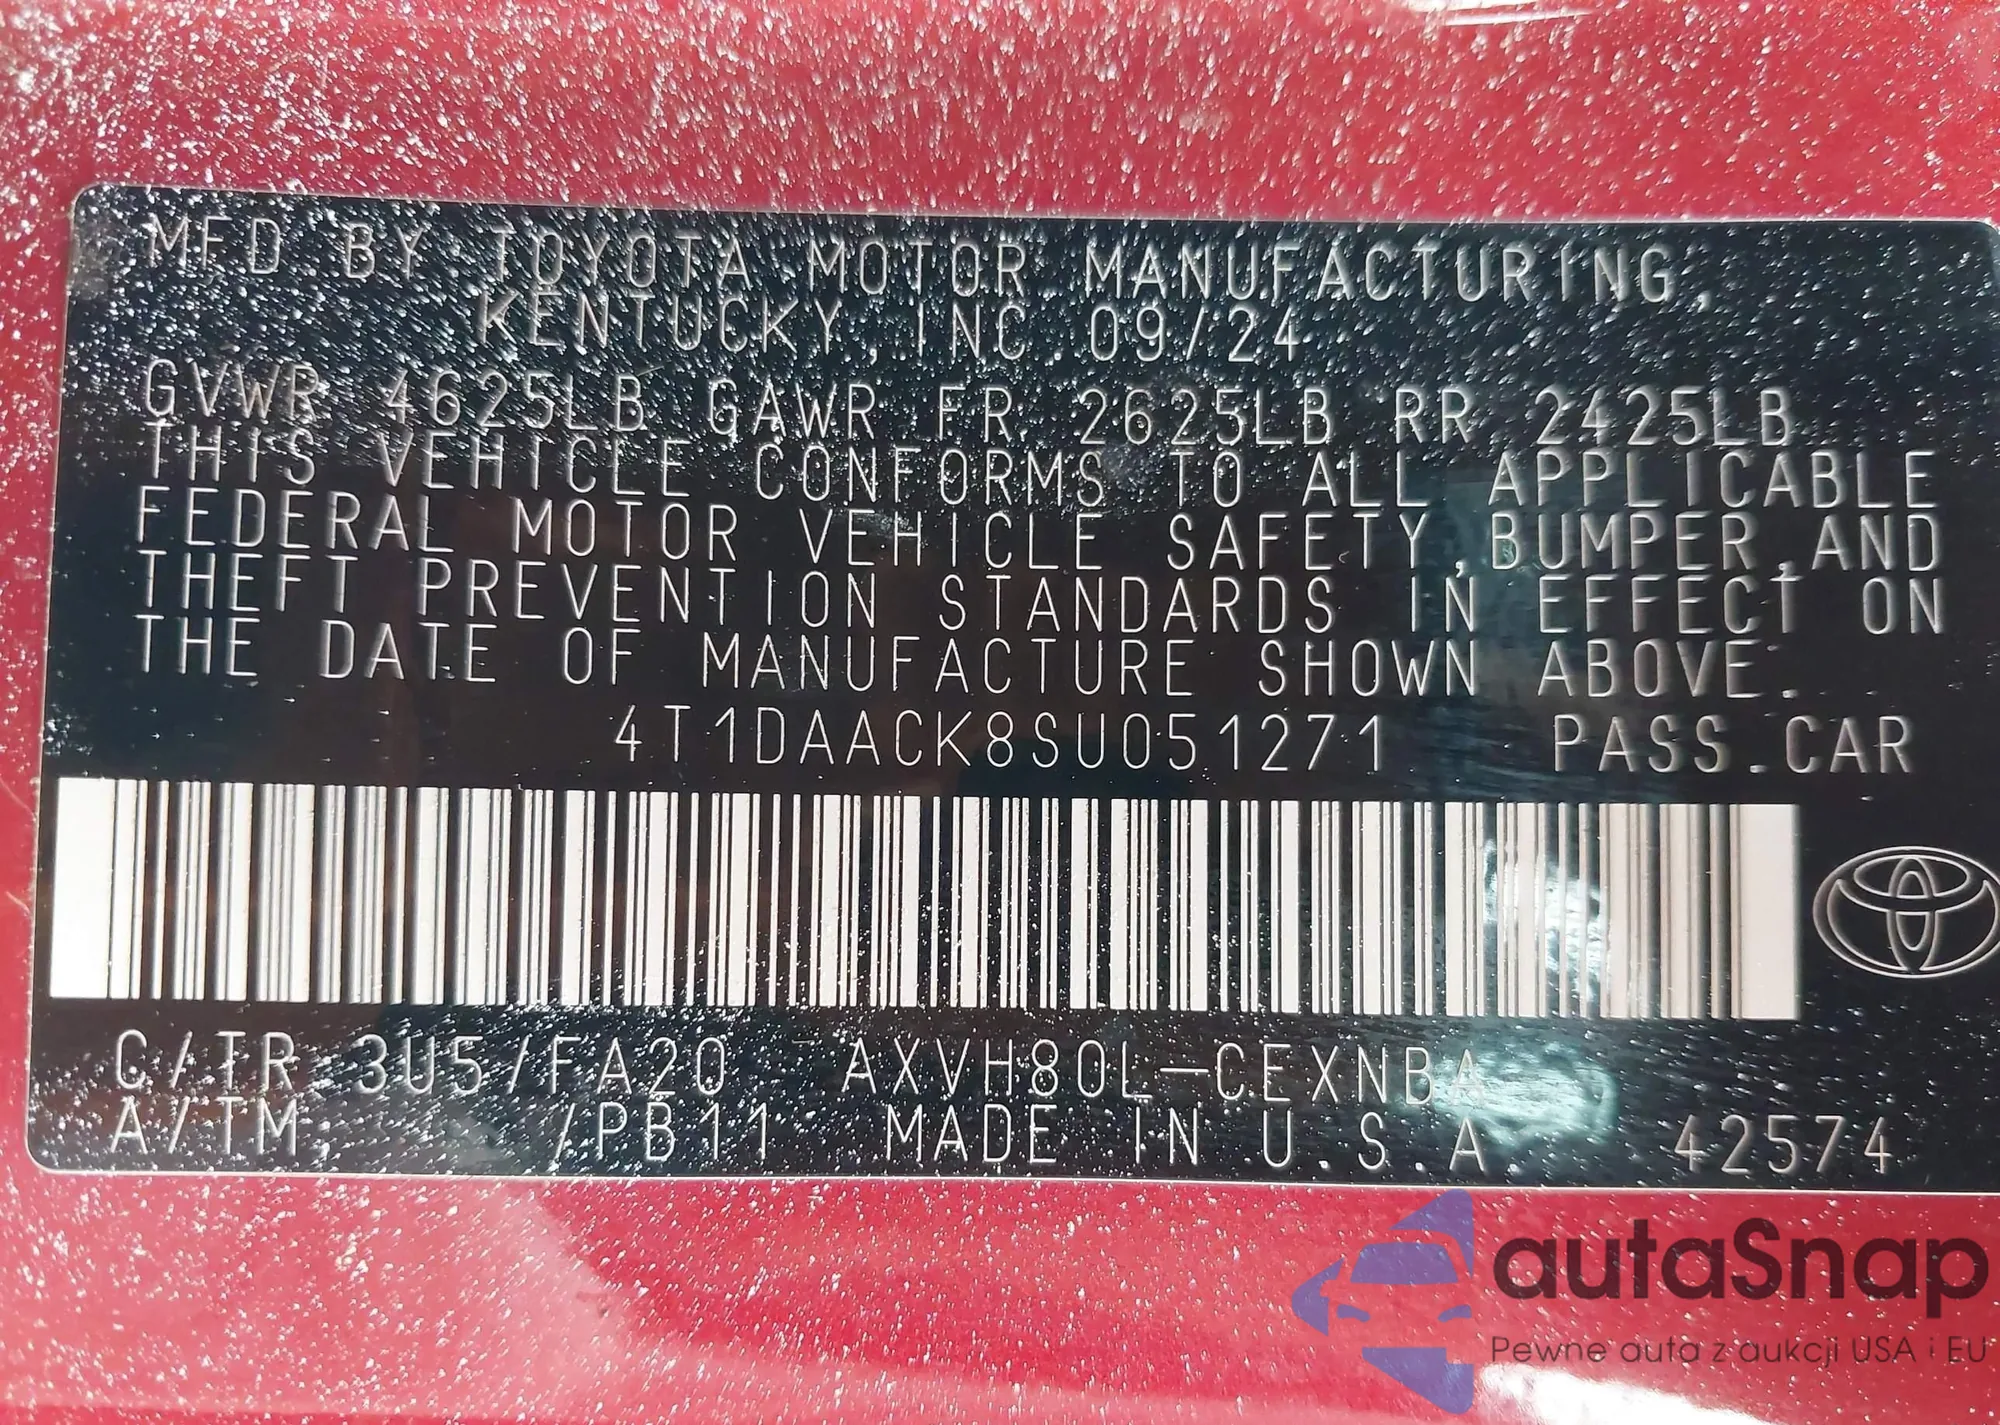 MFD BY TOYOTA MOTOR MANUFACTURING,
KENTUCKY, INC. 09/24
GVWR 4625LB GAWR FR 2625LB RR 2425LB
THIS VEHICLE CONFORMS TO ALL APPLICABLE
FEDERAL MOTOR VEHICLE SAFETY,BUMPER,AND
THEFT PREVENTION STANDARDS IN EFFECT ON
THE DATE OF MANUFACTURE SHOWN ABOVE.
4T1DAACK8SU051271 PASS.CAR
C/TR 3U5/FA20 AXVH80L-CEXNBA
A/TM /PB11 MADE IN U.S.A. 42574
autaSnap
Pewne auta z aukcji USA i EU